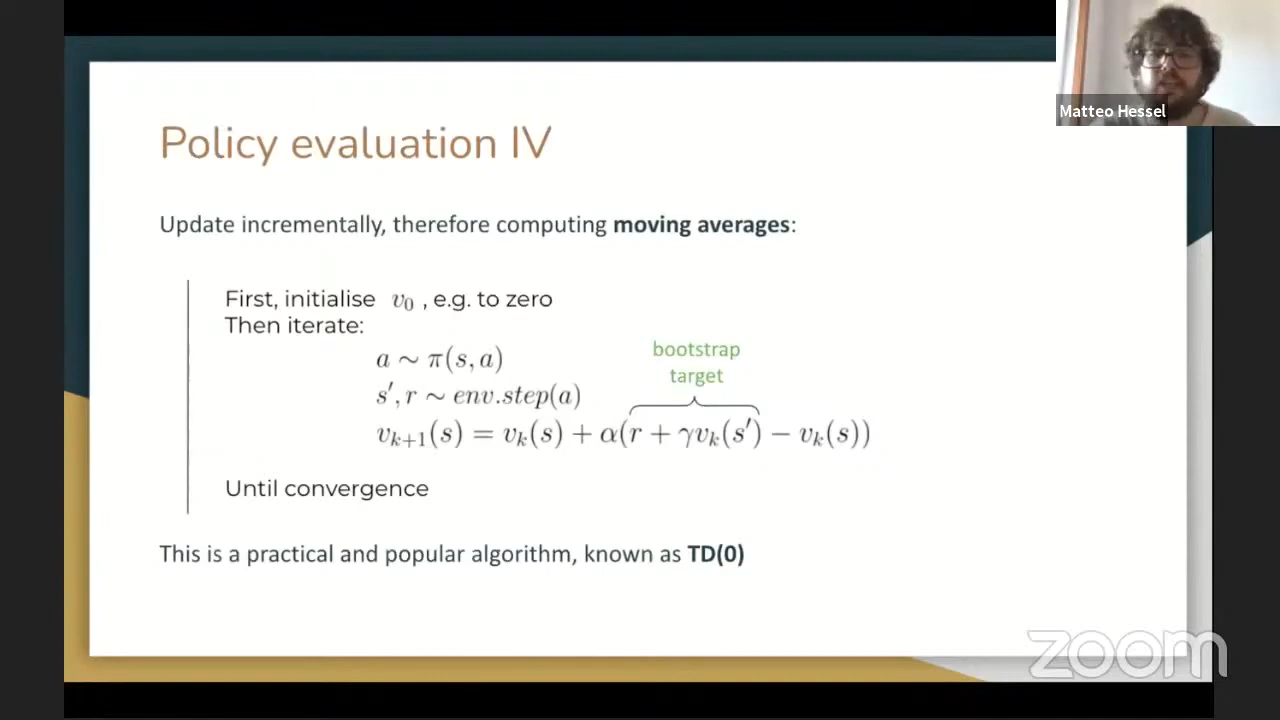 Matteo Hessel
Policy evaluation IV
Update incrementally, therefore computing moving averages:
First, initialise v₀ , e.g. to zero
Then iterate:
bootstrap
target
a ∼ π(s, a)
s′, r ∼ env.step(a)
vₖ₊₁(s) = vₖ(s) + α(r + γvₖ(s′) − vₖ(s))
Until convergence
This is a practical and popular algorithm, known as TD(0)
zoom